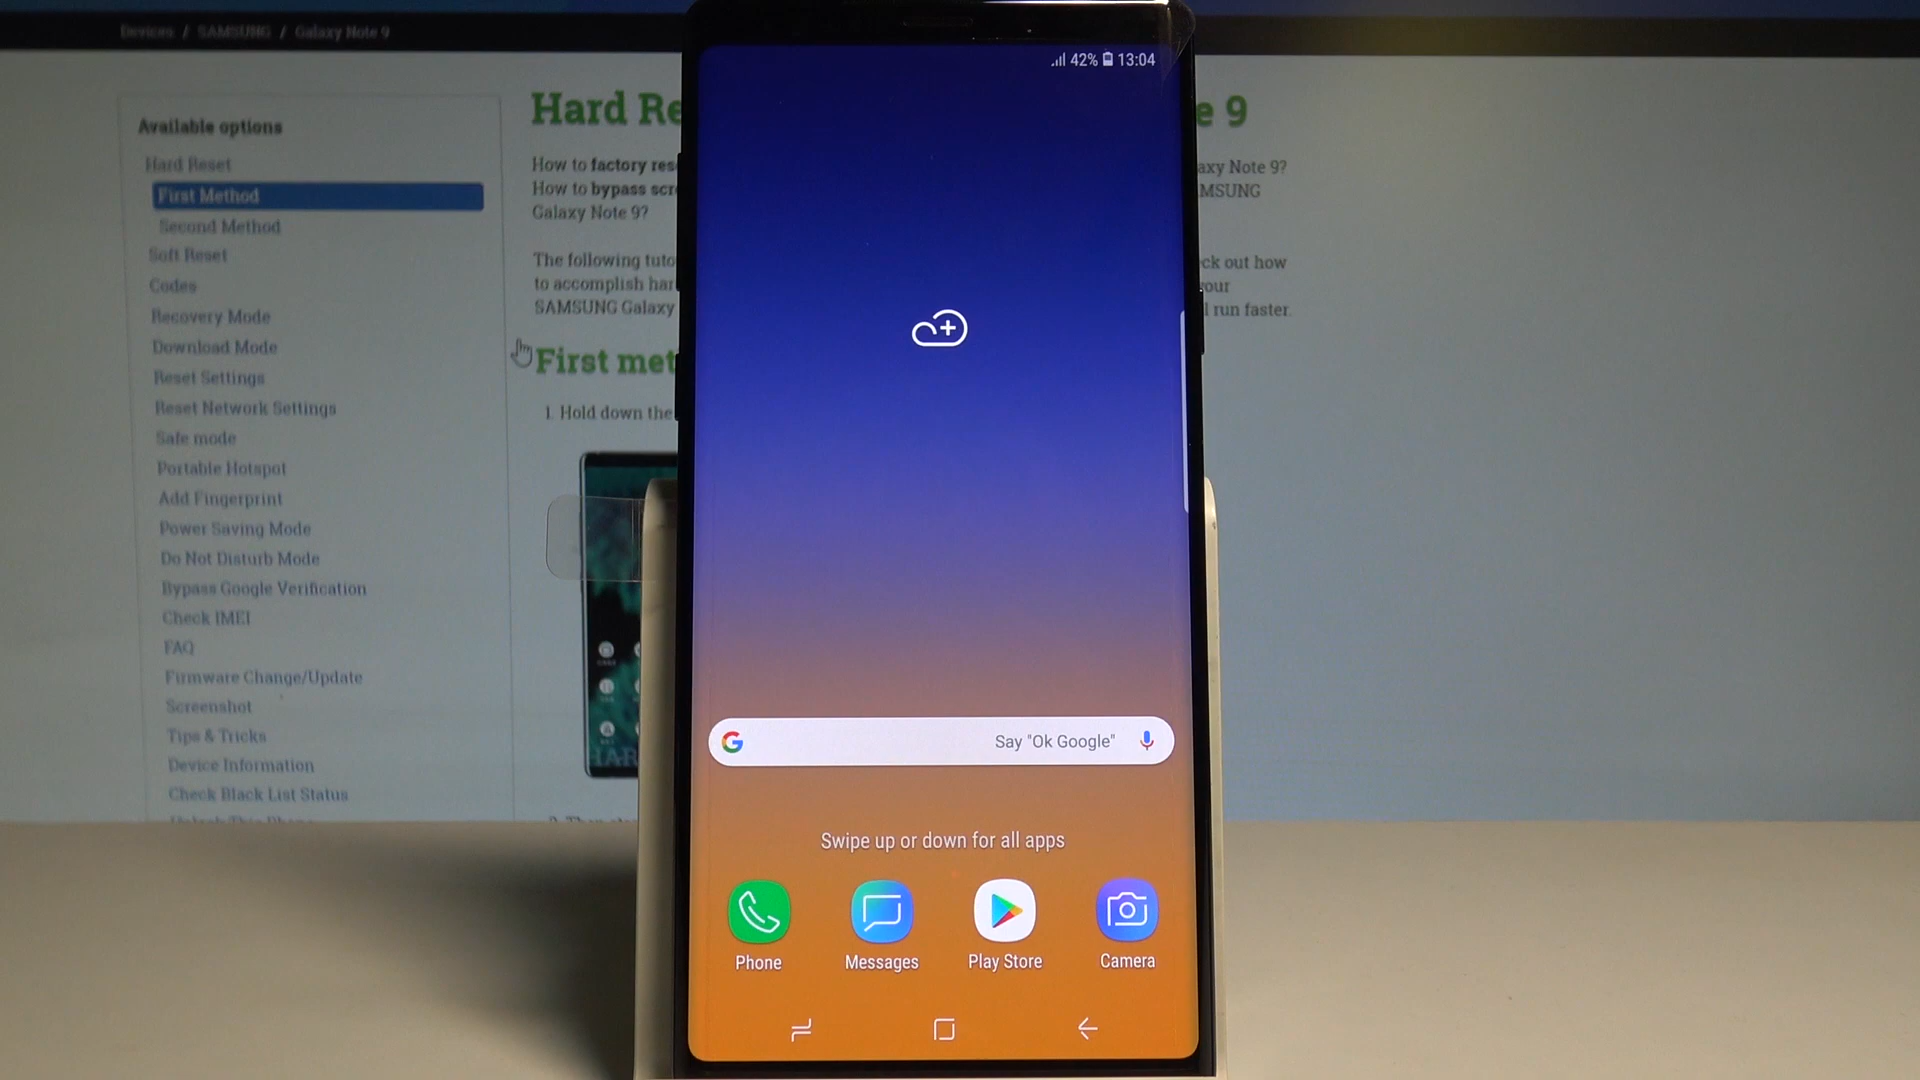 Devices / SAMSUNG / Galaxy Note 9
Available options
Hard Reset
First Method
Second Method
Soft Reset
Codes
Recovery Mode
Download Mode
Reset Settings
Reset Network Settings
Safe mode
Portable Hotspot
Add Fingerprint
Power Saving Mode
Do Not Disturb Mode
Bypass Google Verification
Check IMEI
FAQ
Firmware Change/Update
Screenshot
Tips & Tricks
Device Information
Check Black List Status
Hard Re
e 9
How to factory res
axy Note 9?
How to bypass scr
MSUNG
Galaxy Note 9?
The following tuto
ck out how
to accomplish har
our
SAMSUNG Galaxy
l run faster.
First met
1. Hold down the
HAR
42% 13:04
G Say "Ok Google"
Swipe up or down for all apps
Phone Messages Play Store Camera